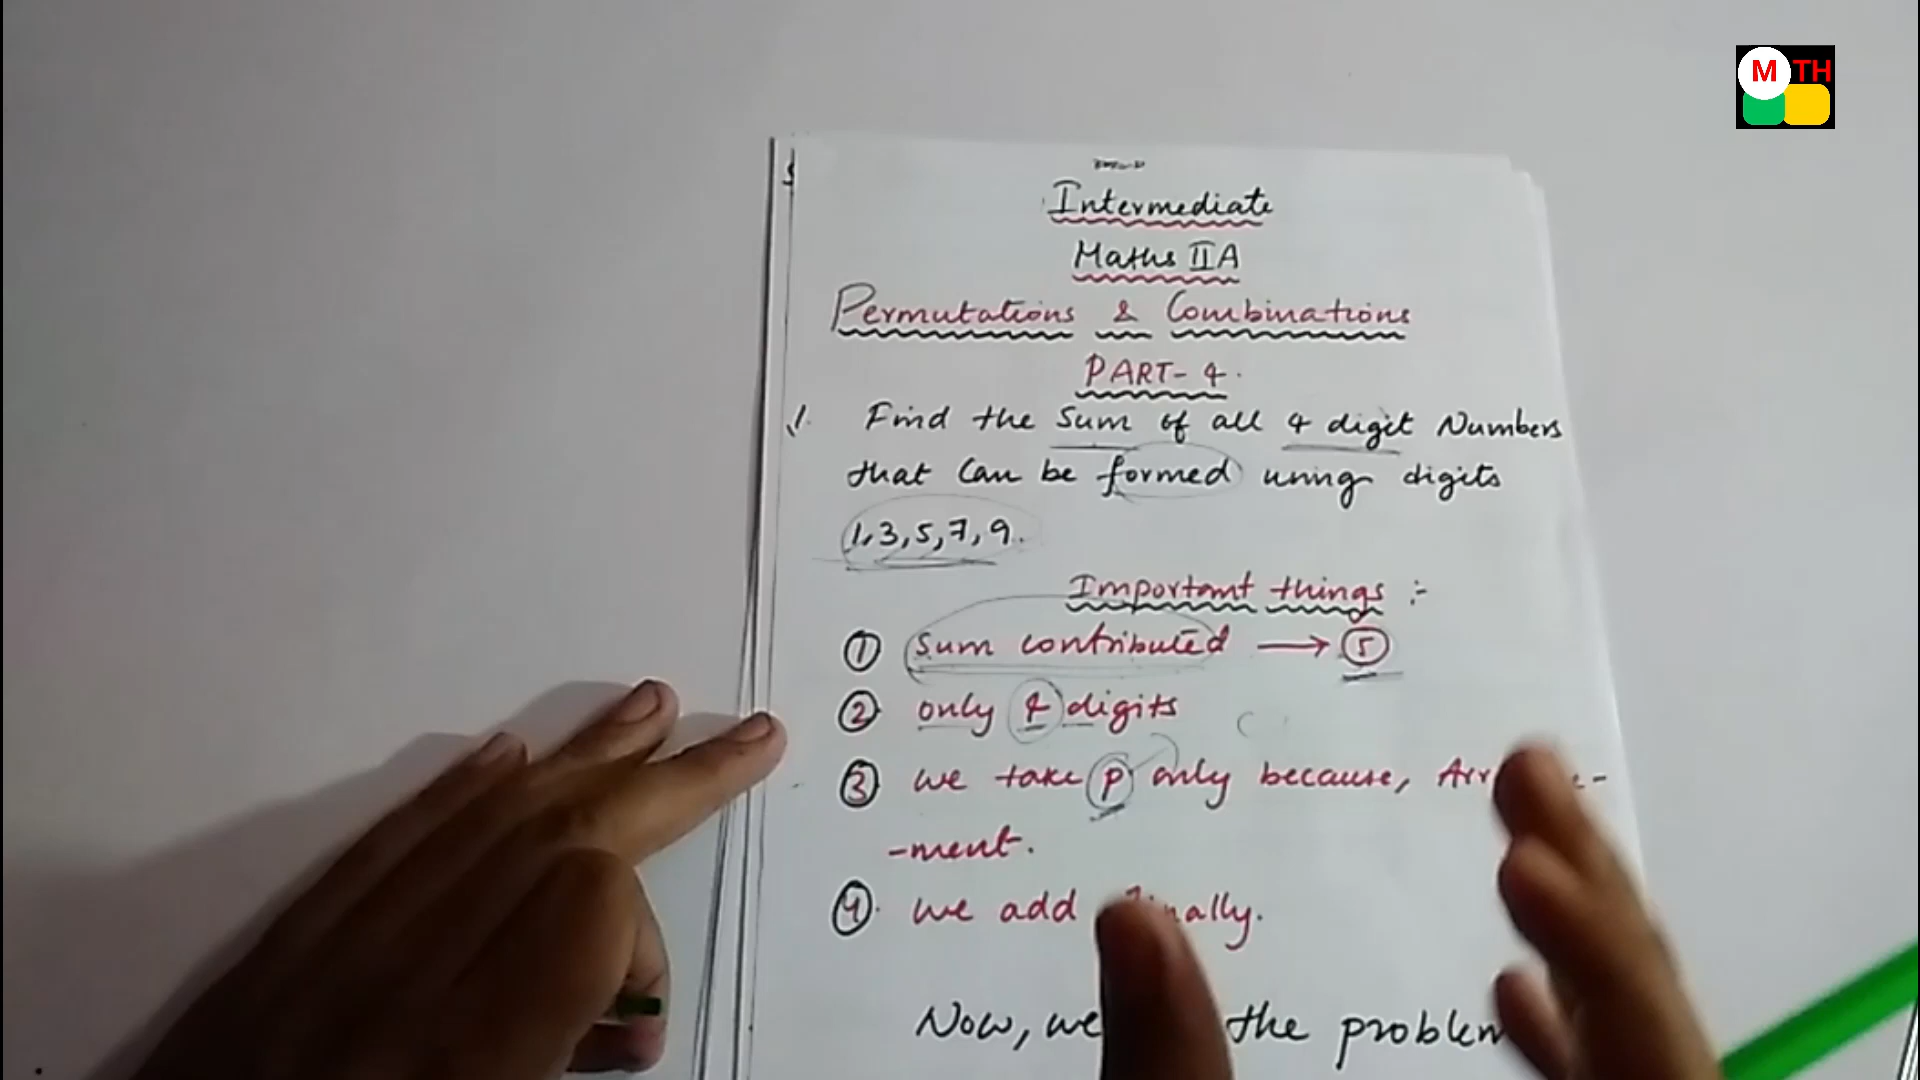 M TH
Intermediate
Maths IIA
Permutations & Combinations
PART-4.
1. Find the Sum of all 4 digit Numbers
that Can be formed using digits
1,3,5,7,9.
Important things :-
① Sum contributed → ⑤
② only 4 digits
③ we take p only because,
-ment.
④. we add
Now, we the problem